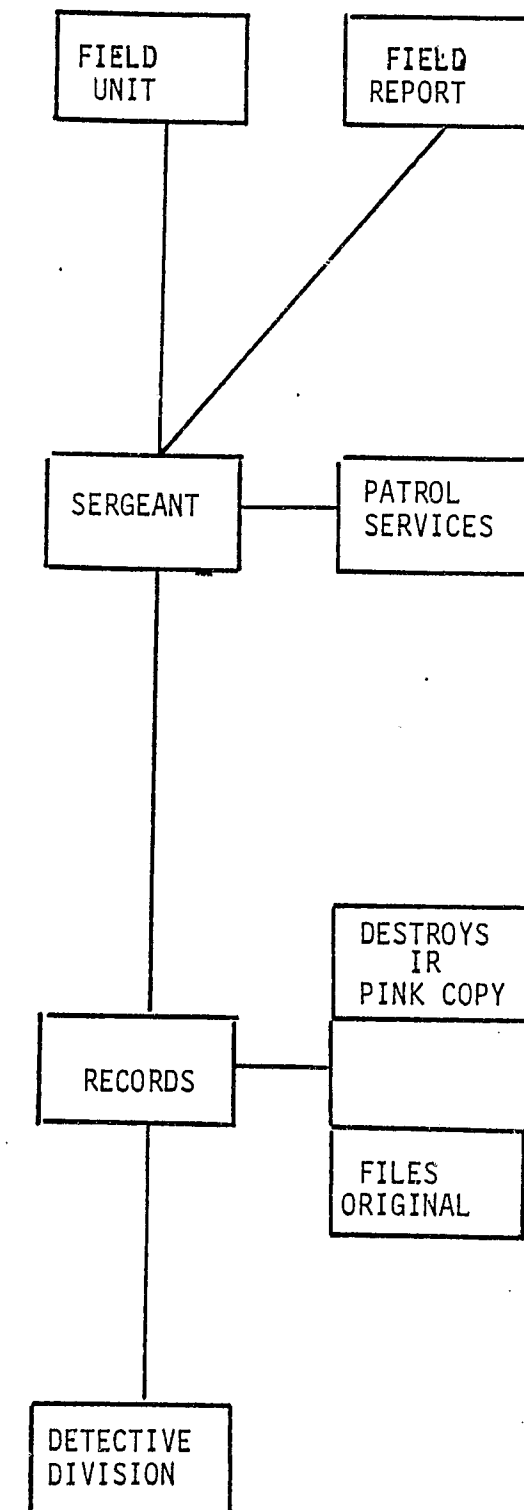 FIELD
UNIT
FIELD
REPORT
SERGEANT
PATROL
SERVICES
DESTROYS
IR
PINK COPY
RECORDS
FILES
ORIGINAL
DETECTIVE
DIVISION